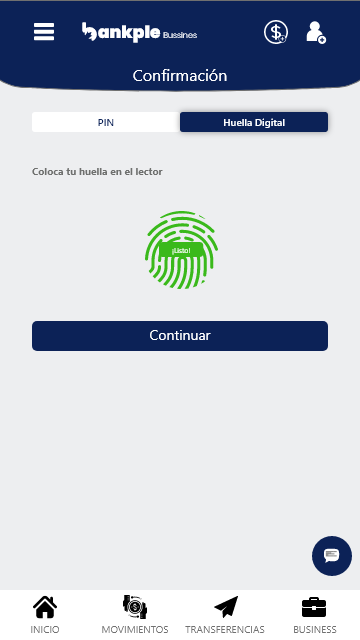 bankple Bussines
Confirmación
PIN
Huella Digital
Coloca tu huella en el lector
¡Listo!
Continuar
INICIO
MOVIMIENTOS
TRANSFERENCIAS
BUSINESS